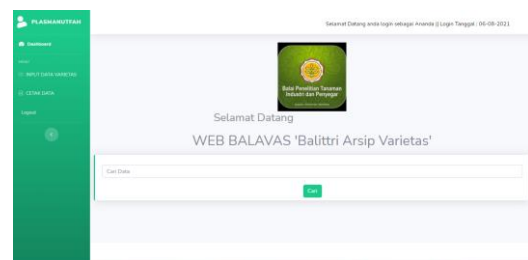 PLASMANUTFAH
Selamat Datang anda login sebagai Ananda || Login Tanggal : 06-08-2021
Dashboard
INPUT DATA VARIETAS
CETAK DATA
Logout
Balai Penelitian Tanaman
Industri dan Penyegar
Selamat Datang
WEB BALAVAS 'Balittri Arsip Varietas'
Cari Data
Cari